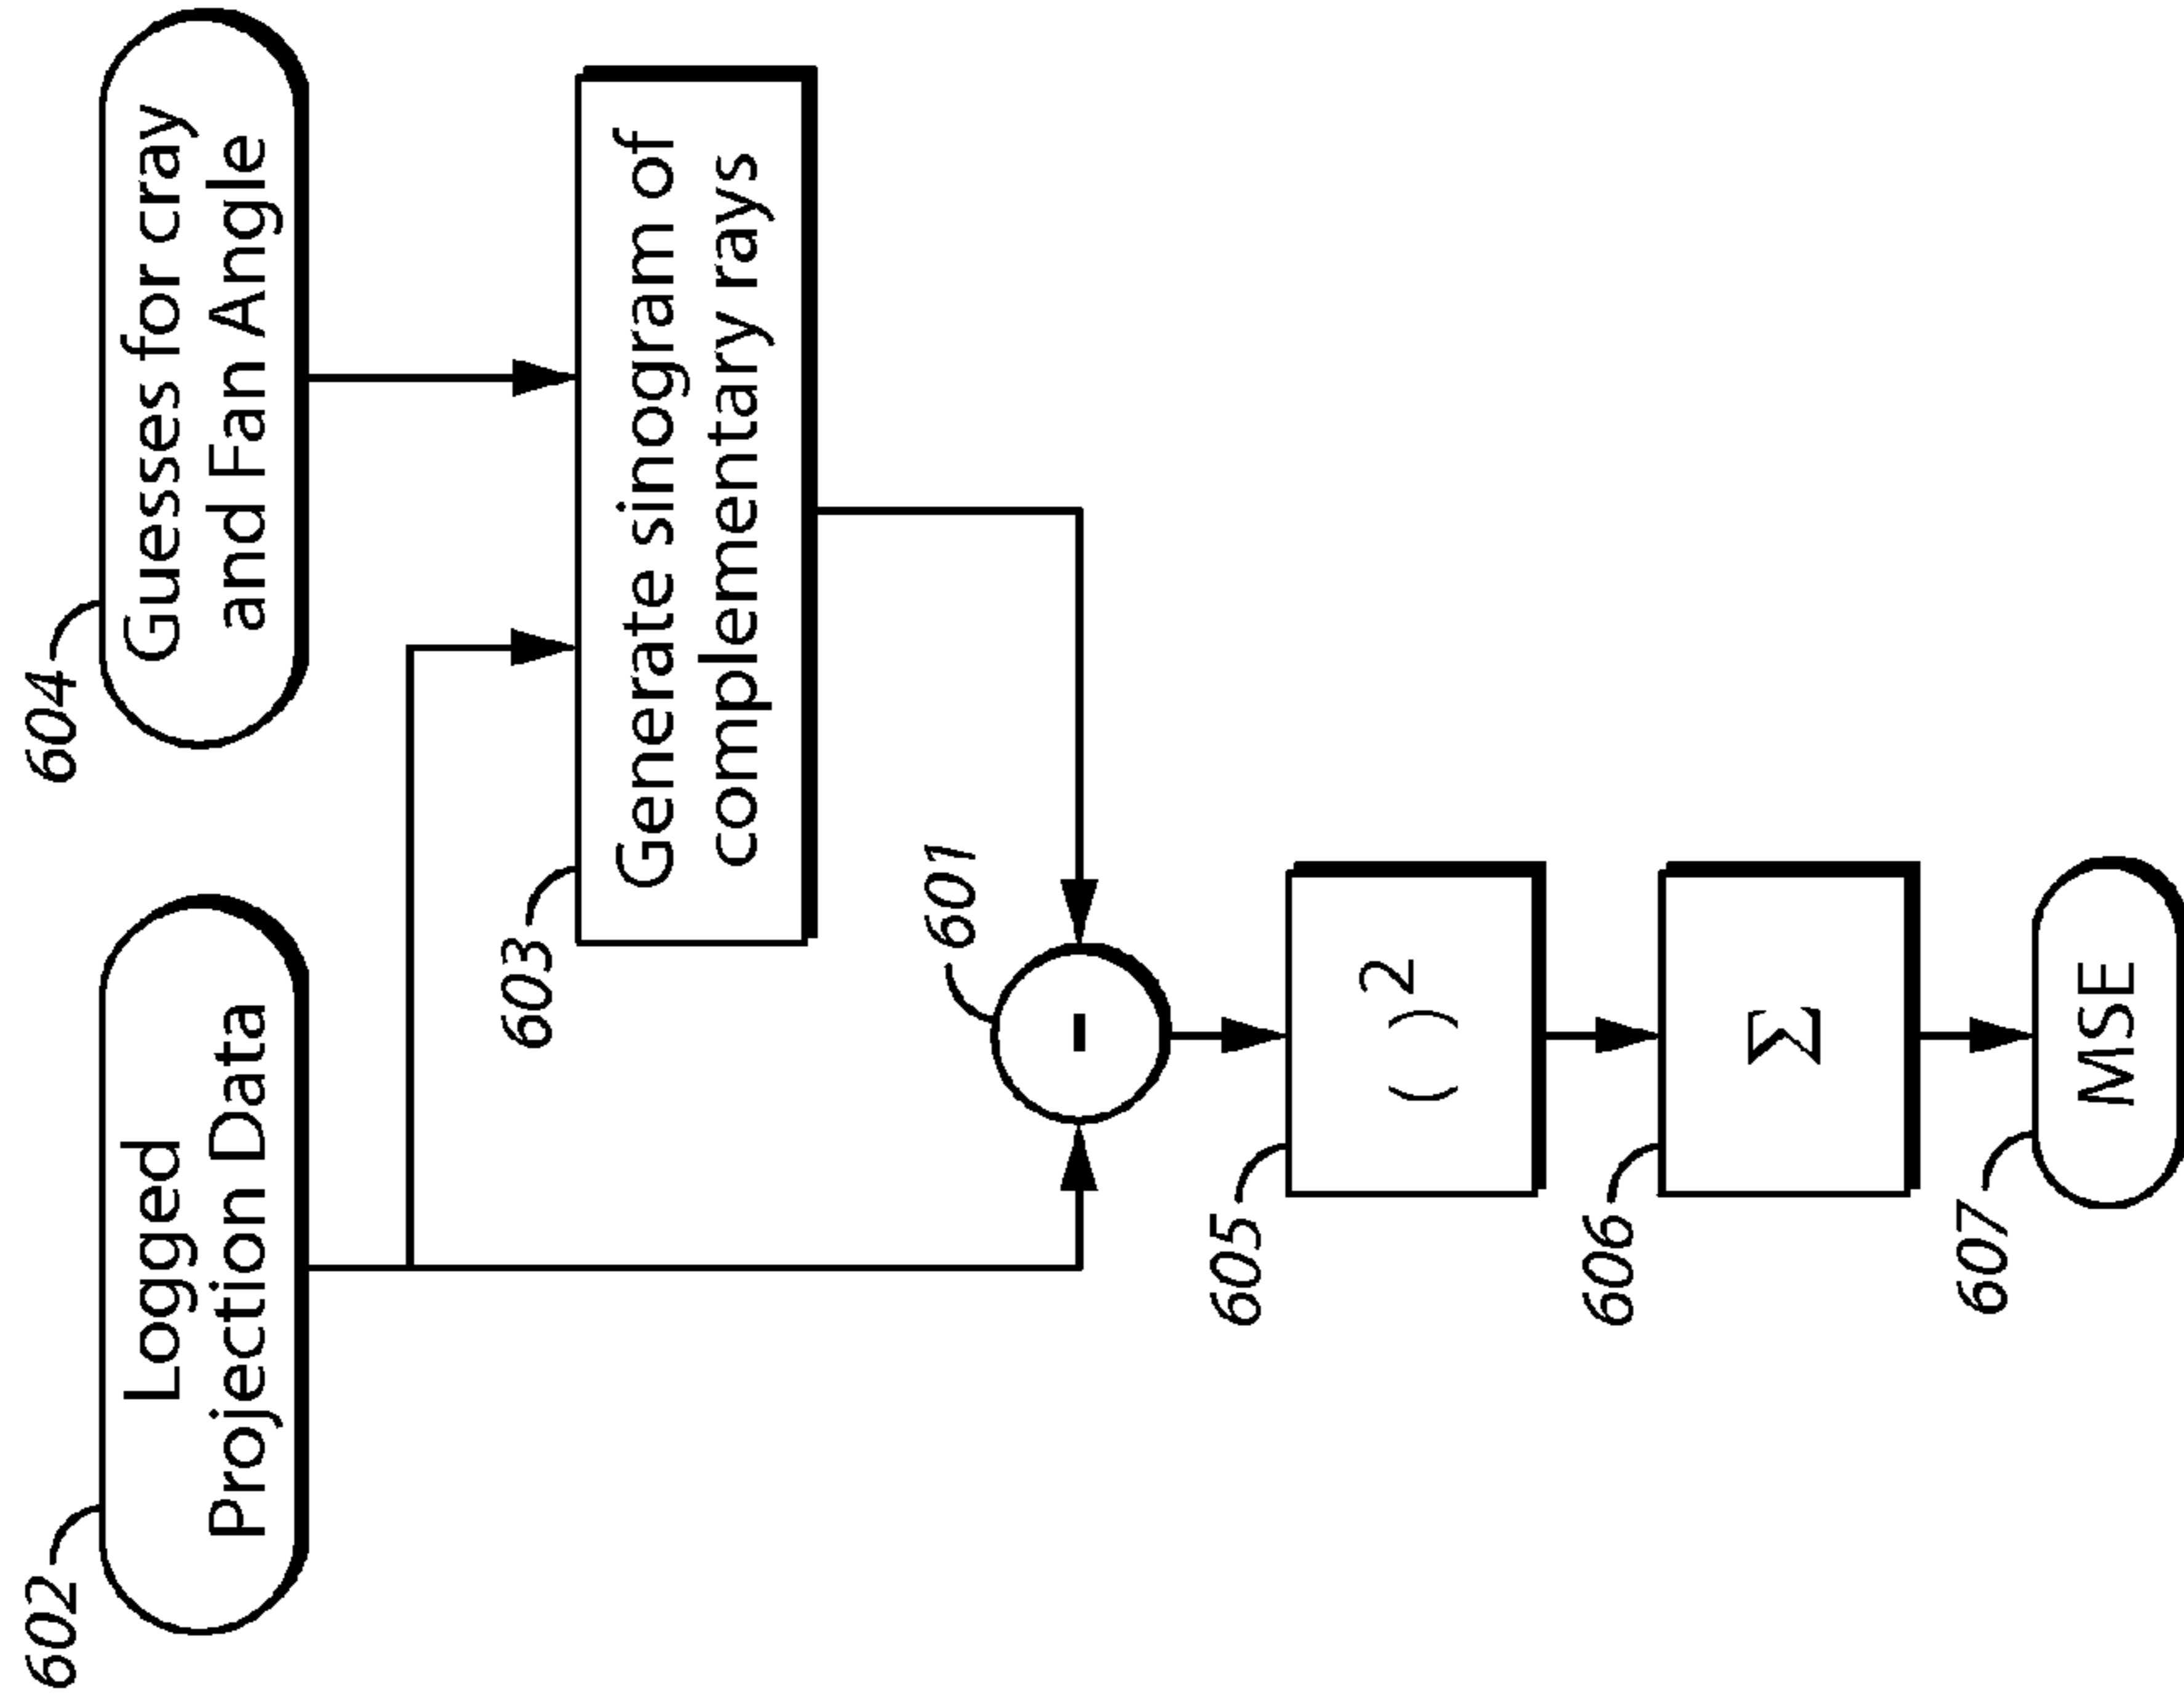 602
Logged
Projection Data
604
Guesses for cray
and Fan Angle
603
Generate sinogram of
complementary rays
601
-
605
( )2
606
Σ
607
MSE